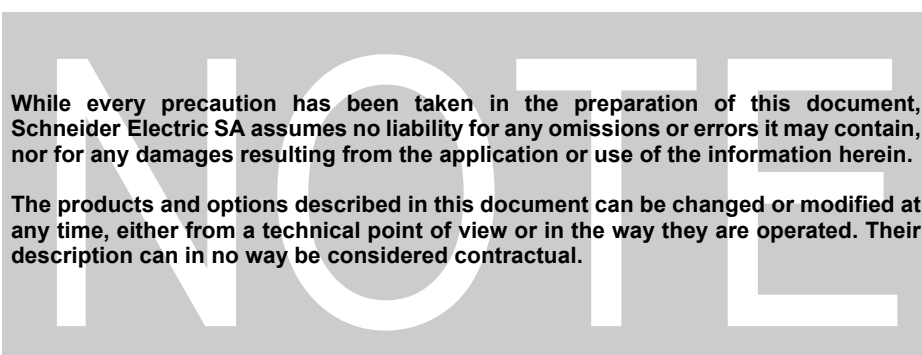 NOTE
While every precaution has been taken in the preparation of this document,
Schneider Electric SA assumes no liability for any omissions or errors it may contain,
nor for any damages resulting from the application or use of the information herein.
The products and options described in this document can be changed or modified at
any time, either from a technical point of view or in the way they are operated. Their
description can in no way be considered contractual.